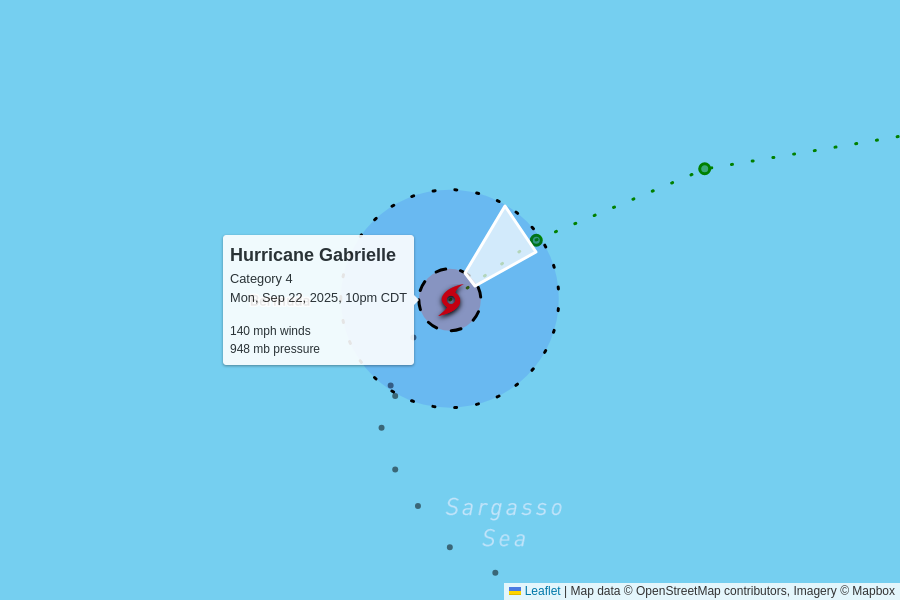 Hurricane Gabrielle
Category 4
Mon, Sep 22, 2025, 10pm CDT
140 mph winds
948 mb pressure
Sargasso
Sea
Leaflet | Map data © OpenStreetMap contributors, Imagery © Mapbox